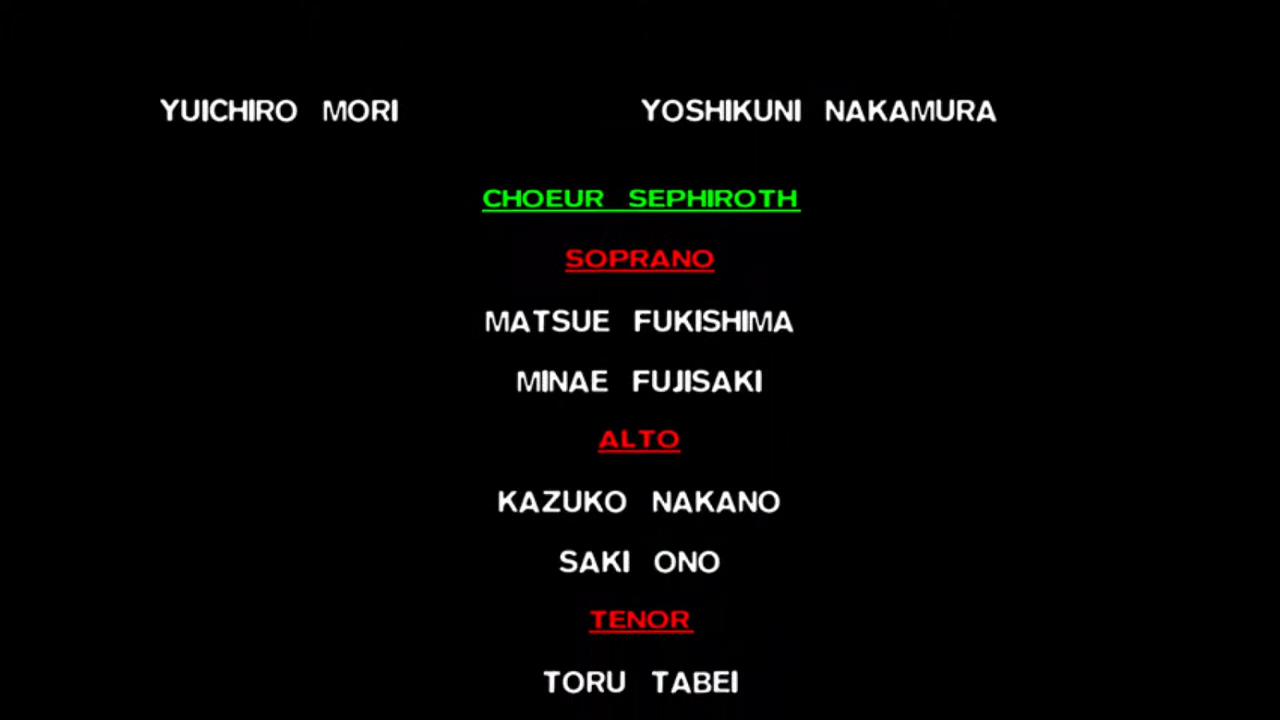 YUICHIRO MORI YOSHIKUNI NAKAMURA
CHOEUR SEPHIROTH
SOPRANO
MATSUE FUKISHIMA
MINAE FUJISAKI
ALTO
KAZUKO NAKANO
SAKI ONO
TENOR
TORU TABEI